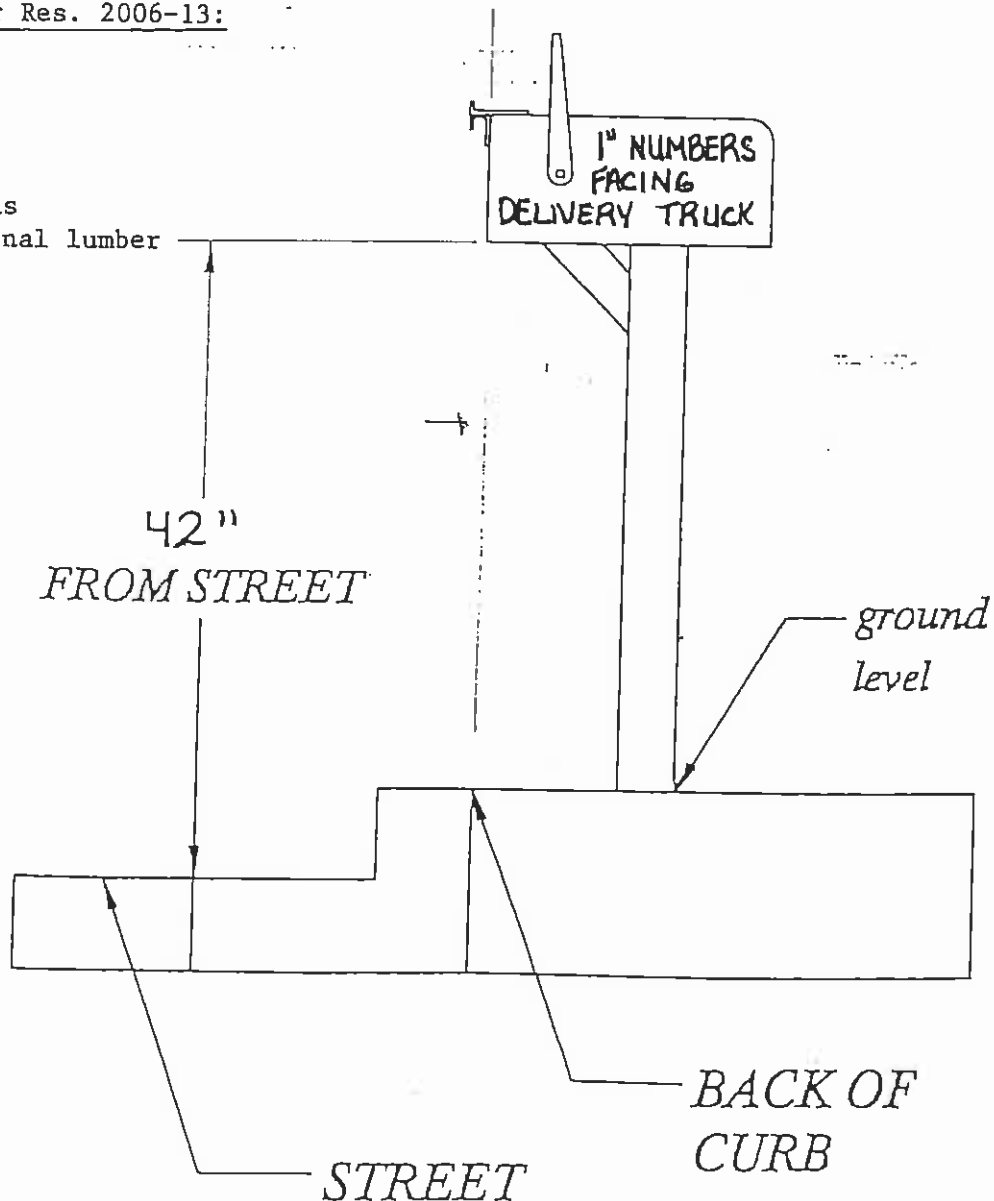 r Res. 2006-13:
1" NUMBERS
FACING
DELIVERY TRUCK
is
nal lumber
42"
FROM STREET
ground
level
BACK OF
CURB
STREET